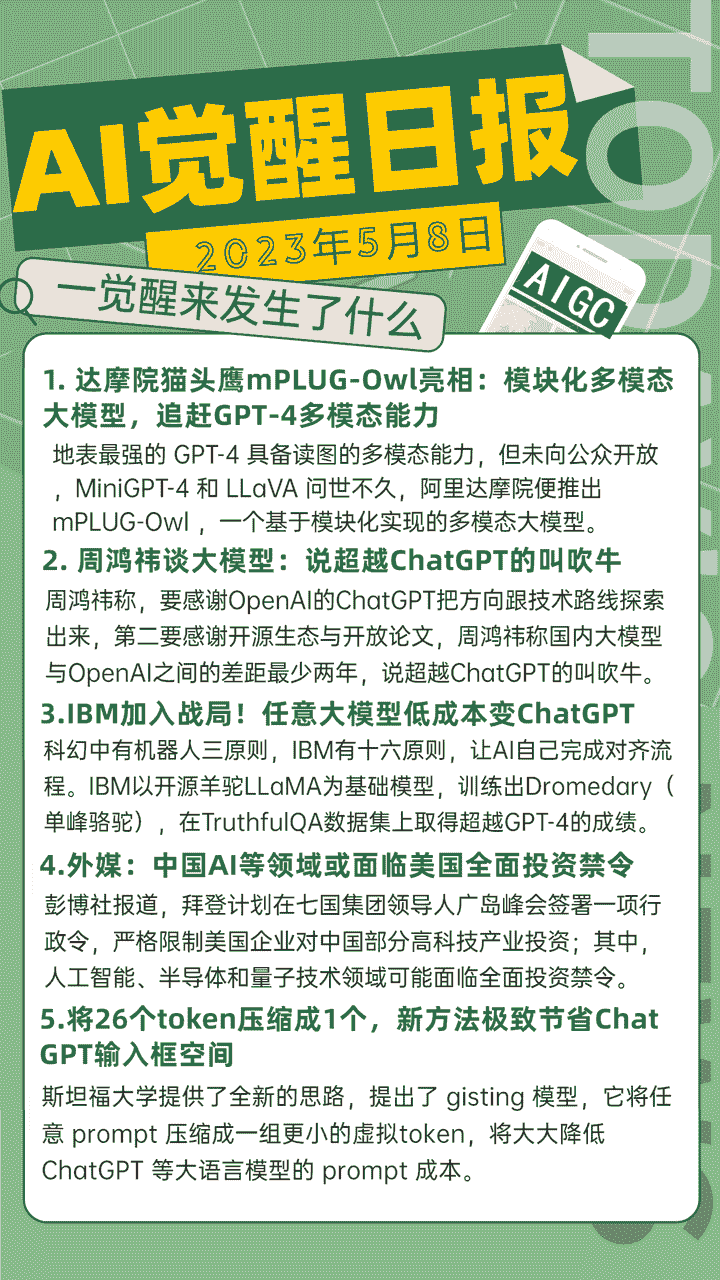 AI觉醒日报
2023年5月8日
一觉醒来发生了什么
AIGC
1. 达摩院猫头鹰mPLUG-Owl亮相：模块化多模态
大模型，追赶GPT-4多模态能力
地表最强的 GPT-4 具备读图的多模态能力，但未向公众开放
，MiniGPT-4 和 LLaVA 问世不久，阿里达摩院便推出
mPLUG-Owl ，一个基于模块化实现的多模态大模型。
2. 周鸿祎谈大模型：说超越ChatGPT的叫吹牛
周鸿祎称，要感谢OpenAI的ChatGPT把方向跟技术路线探索
出来，第二要感谢开源生态与开放论文，周鸿祎称国内大模型
与OpenAI之间的差距最少两年，说超越ChatGPT的叫吹牛。
3.IBM加入战局！任意大模型低成本变ChatGPT
科幻中有机器人三原则，IBM有十六原则，让AI自己完成对齐流
程。IBM以开源羊驼LLaMA为基础模型，训练出Dromedary（
单峰骆驼），在TruthfulQA数据集上取得超越GPT-4的成绩。
4.外媒：中国AI等领域或面临美国全面投资禁令
彭博社报道，拜登计划在七国集团领导人广岛峰会签署一项行
政令，严格限制美国企业对中国部分高科技产业投资；其中，
人工智能、半导体和量子技术领域可能面临全面投资禁令。
5.将26个token压缩成1个，新方法极致节省Chat
GPT输入框空间
斯坦福大学提供了全新的思路，提出了 gisting 模型，它将任
意 prompt 压缩成一组更小的虚拟token，将大大降低
ChatGPT 等大语言模型的 prompt 成本。